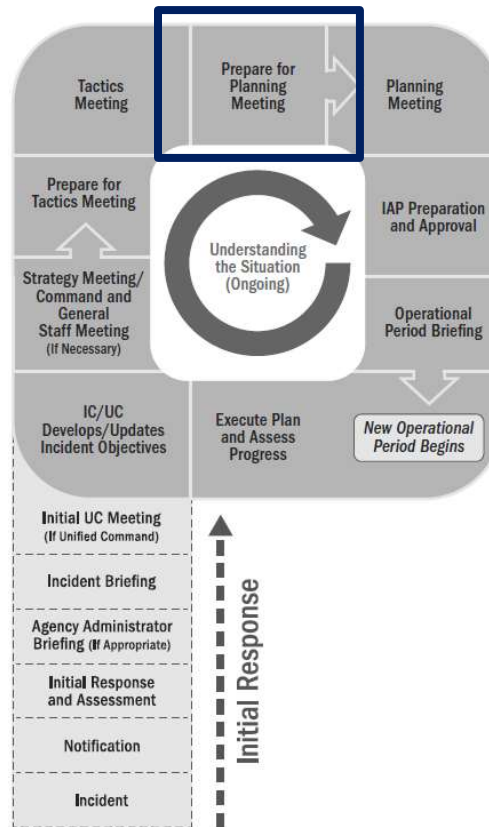 Tactics
Meeting
Prepare for
Planning
Meeting
Planning
Meeting
Prepare for
Tactics Meeting
IAP Preparation
and Approval
Understanding
the Situation
(Ongoing)
Strategy Meeting/
Command and
General
Staff Meeting
(If Necessary)
Operational
Period Briefing
IC/UC
Develops/Updates
Incident Objectives
Execute Plan
and Assess
Progress
New Operational
Period Begins
Initial UC Meeting
(If Unified Command)
Incident Briefing
Agency Administrator
Briefing (If Appropriate)
Initial Response
and Assessment
Notification
Incident
Initial Response